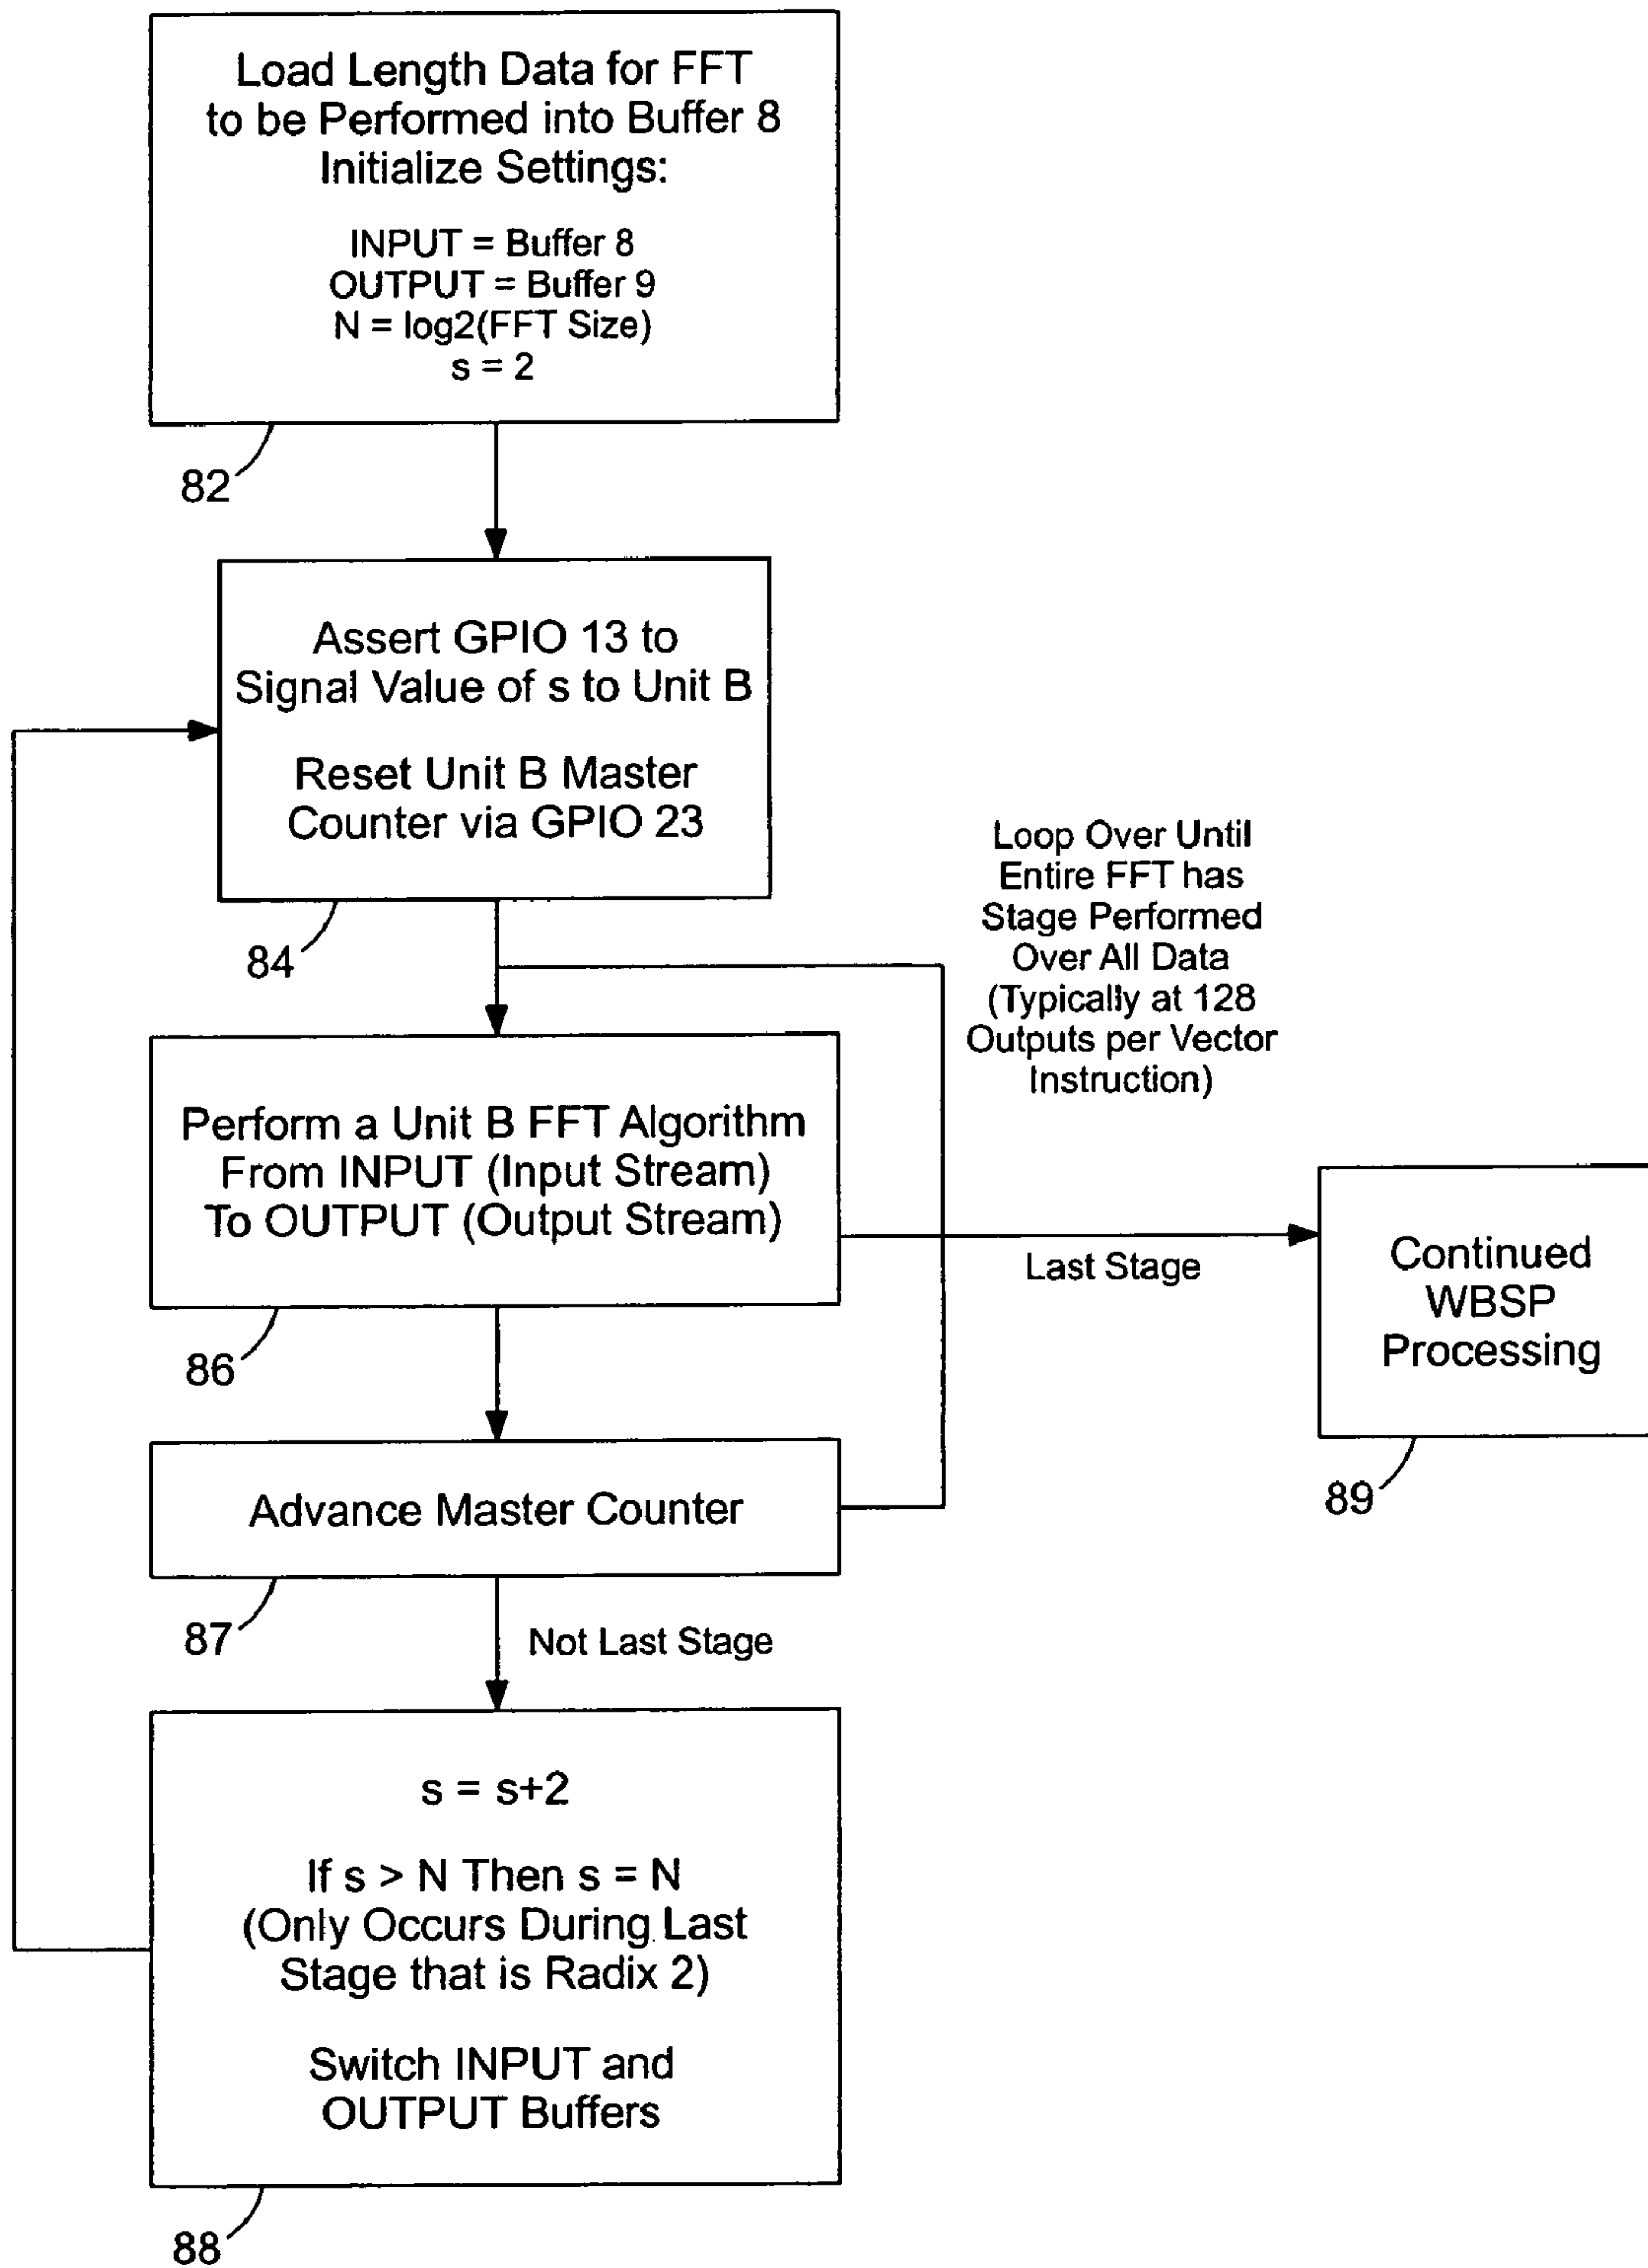 Load Length Data for FFT
to be Performed into Buffer 8
Initialize Settings:
INPUT = Buffer 8
OUTPUT = Buffer 9
N = log2(FFT Size)
s = 2
82
Assert GPIO 13 to
Signal Value of s to Unit B
Reset Unit B Master
Counter via GPIO 23
84
Loop Over Until
Entire FFT has
Stage Performed
Over All Data
(Typically at 128
Outputs per Vector
Instruction)
Perform a Unit B FFT Algorithm
From INPUT (Input Stream)
To OUTPUT (Output Stream)
86
Last Stage
Continued
WBSP
Processing
89
Advance Master Counter
87
Not Last Stage
s = s+2
If s > N Then s = N
(Only Occurs During Last
Stage that is Radix 2)
Switch INPUT and
OUTPUT Buffers
88